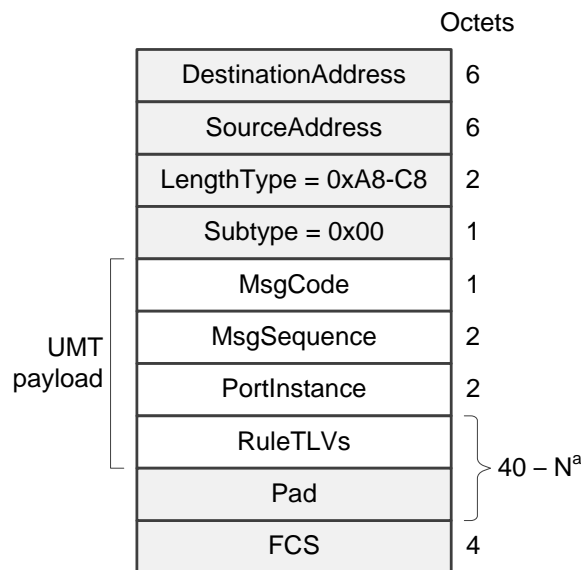 Octets
DestinationAddress 6
SourceAddress 6
LengthType = 0xA8-C8 2
Subtype = 0x00 1
MsgCode 1
MsgSequence 2
UMT
payload
PortInstance 2
RuleTLVs
40 – Nᵃ
Pad
FCS 4